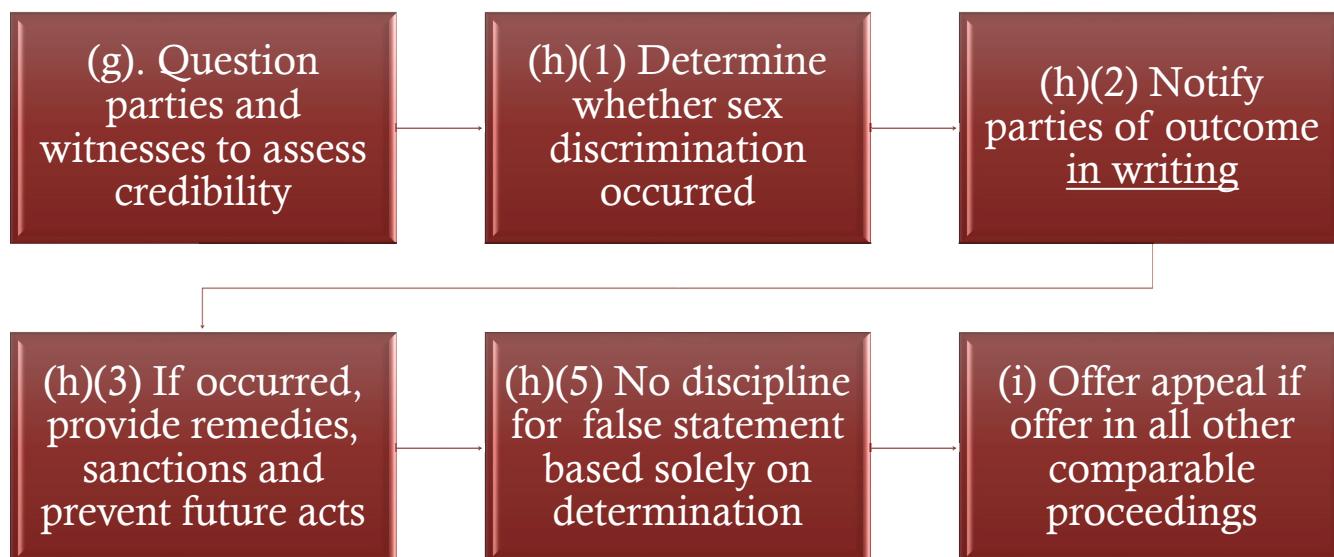 (g). Question
parties and
witnesses to assess
credibility
(h)(1) Determine
whether sex
discrimination
occurred
(h)(2) Notify
parties of outcome
in writing
(h)(3) If occurred,
provide remedies,
sanctions and
prevent future acts
(h)(5) No discipline
for  false statement
based solely on
determination
(i) Offer appeal if
offer in all other
comparable
proceedings